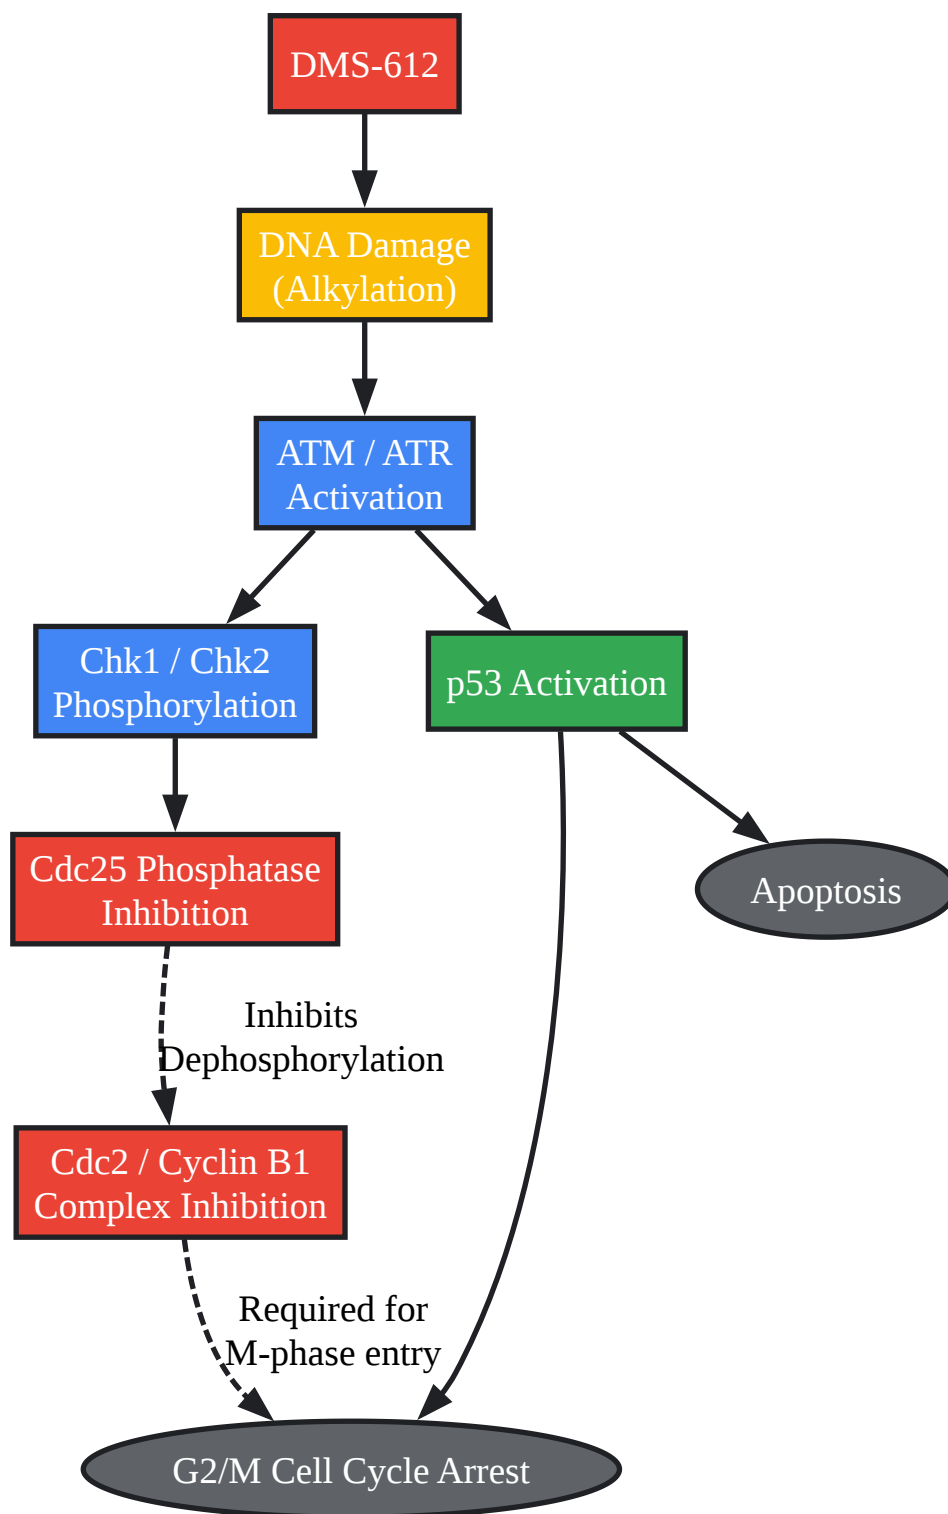 DMS-612
DNA Damage
(Alkylation)
ATM / ATR
Activation
Chk1 / Chk2
Phosphorylation
p53 Activation
Cdc25 Phosphatase
Inhibition
Apoptosis
Inhibits
Dephosphorylation
Cdc2 / Cyclin B1
Complex Inhibition
Required for
M-phase entry
G2/M Cell Cycle Arrest